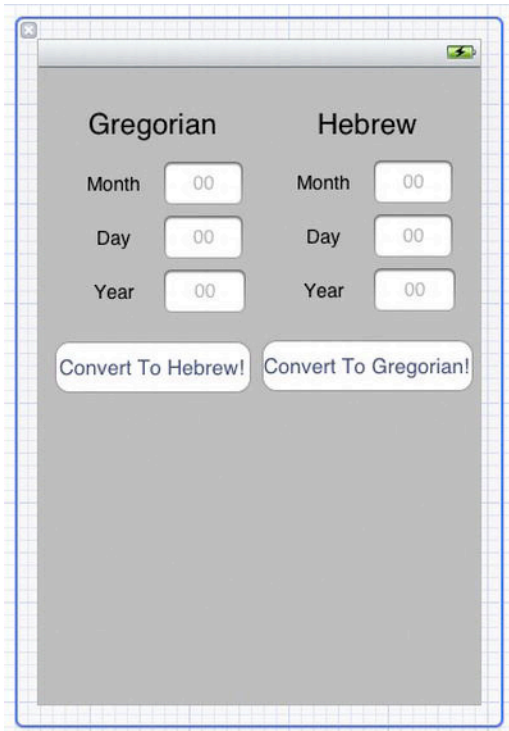 Gregorian Hebrew
Month 00 Month 00
Day 00 Day 00
Year 00 Year 00
Convert To Hebrew! Convert To Gregorian!